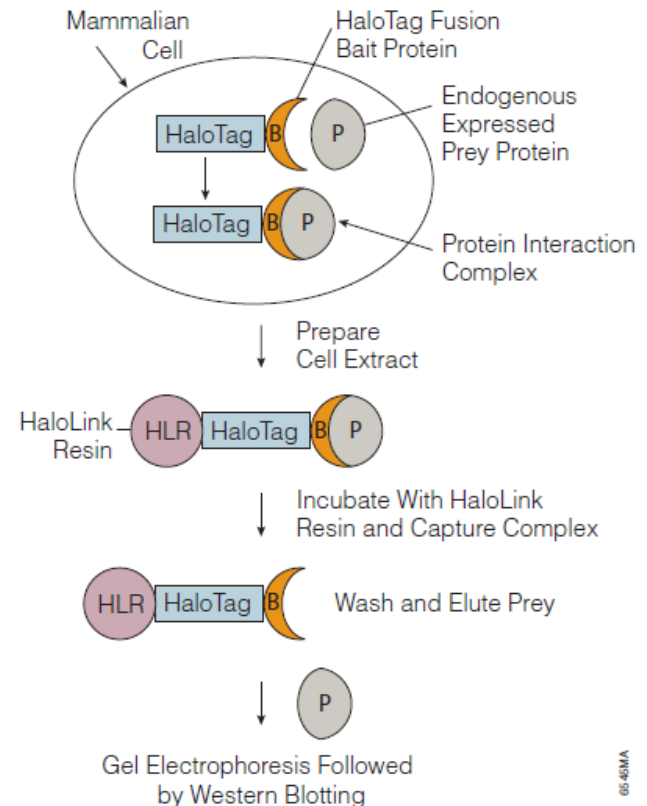 Mammalian
Cell
HaloTag Fusion
Bait Protein
HaloTag
B
P
Endogenous
Expressed
Prey Protein
HaloTag
B
P
Protein Interaction
Complex
Prepare
Cell Extract
HaloLink
Resin
HLR
HaloTag
B
P
Incubate With HaloLink
Resin and Capture Complex
HLR
HaloTag
B
Wash and Elute Prey
P
Gel Electrophoresis Followed
by Western Blotting
6545MA